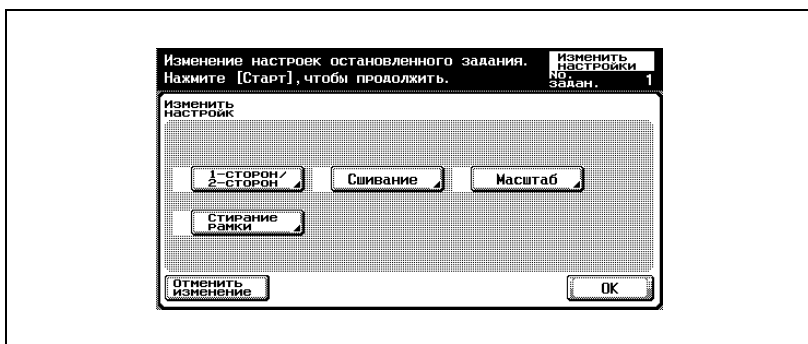 Изменение настроек остановленного задания.
Нажмите [Старт],чтобы продолжить.
Изменить
настройки
No.
задан.
1
Изменить
настройк
1-сторон/
2-сторон
Сшивание
Масштаб
Стирание
рамки
Отменить
изменение
OK